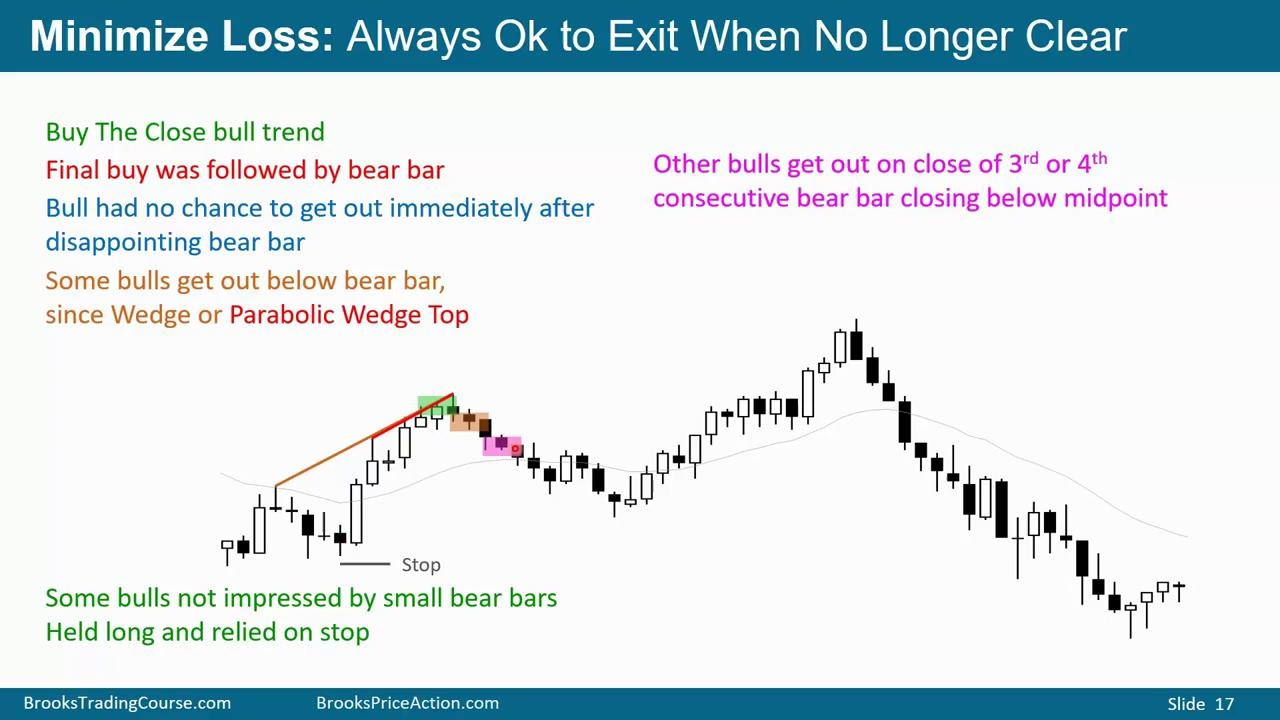 Minimize Loss: Always Ok to Exit When No Longer Clear
Buy The Close bull trend
Final buy was followed by bear bar
Bull had no chance to get out immediately after
disappointing bear bar
Some bulls get out below bear bar,
since Wedge or Parabolic Wedge Top
Other bulls get out on close of 3rd or 4th
consecutive bear bar closing below midpoint
Stop
Some bulls not impressed by small bear bars
Held long and relied on stop
BrooksTradingCourse.com
BrooksPriceAction.com
Slide 17